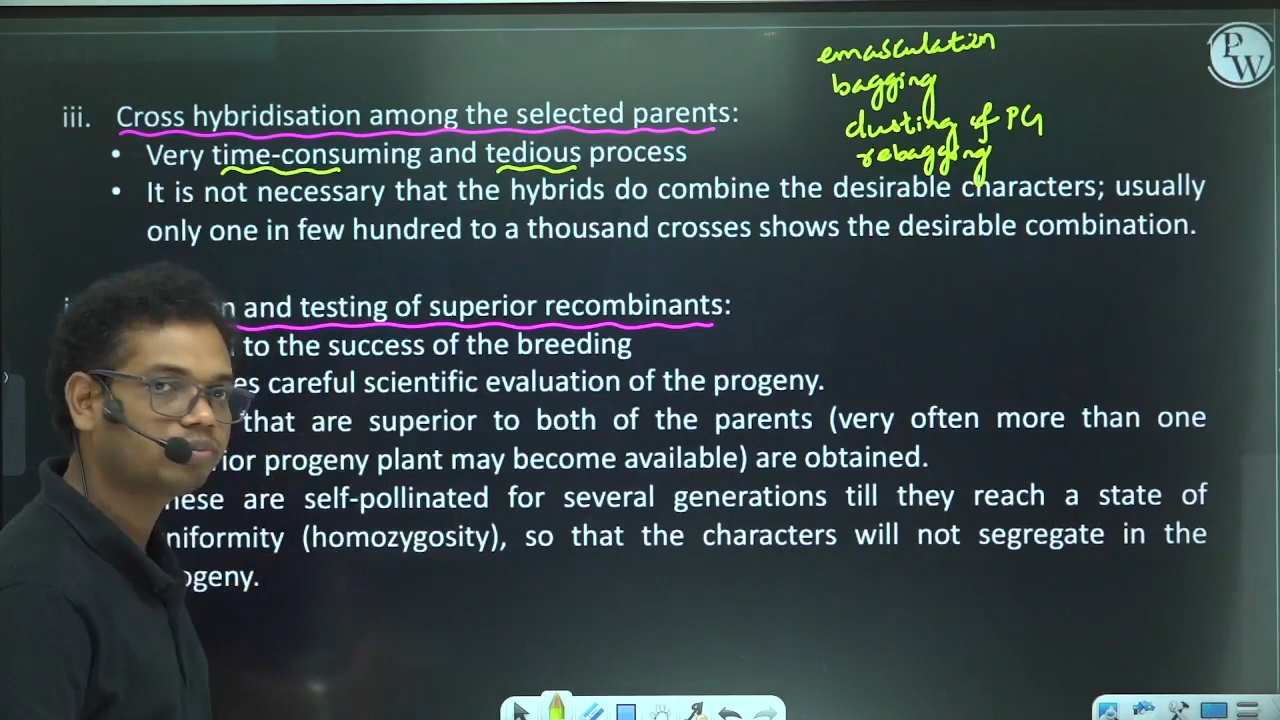 emasculation
bagging
dusting of PG
rebagging
PW
iii. Cross hybridisation among the selected parents:
• Very time-consuming and tedious process
• It is not necessary that the hybrids do combine the desirable characters; usually
only one in few hundred to a thousand crosses shows the desirable combination.
and testing of superior recombinants:
to the success of the breeding
careful scientific evaluation of the progeny.
that are superior to both of the parents (very often more than one
progeny plant may become available) are obtained.
are self-pollinated for several generations till they reach a state of
(homozygosity), so that the characters will not segregate in the